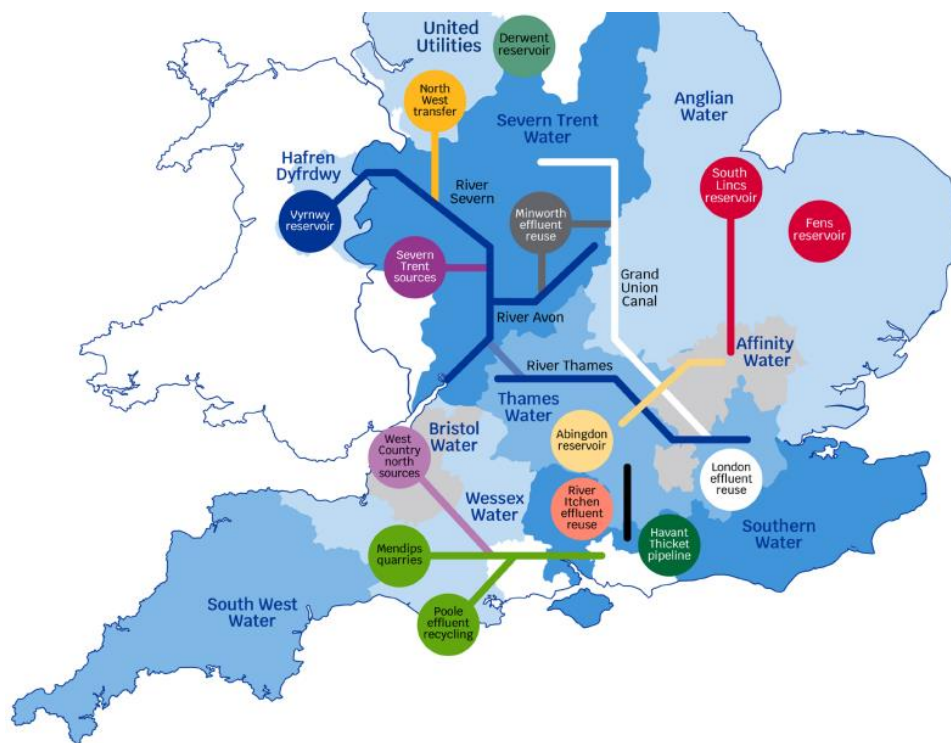 United
Utilities
Derwent
reservoir
North
West
transfer
Severn Trent
Water
Anglian
Water
Hafren
Dyfrdwy
River
Severn
South
Lincs
reservoir
Vyrnwy
reservoir
Minworth
effluent
reuse
Fens
reservoir
Severn
Trent
sources
Grand
Union
Canal
River Avon
Affinity
Water
River Thames
Thames
Water
Bristol
Water
West
Country
north
sources
Abingdon
reservoir
London
effluent
reuse
Wessex
Water
River
Itchen
effluent
reuse
Southern
Water
Havant
Thicket
pipeline
Mendips
quarries
South West
Water
Poole
effluent
recycling